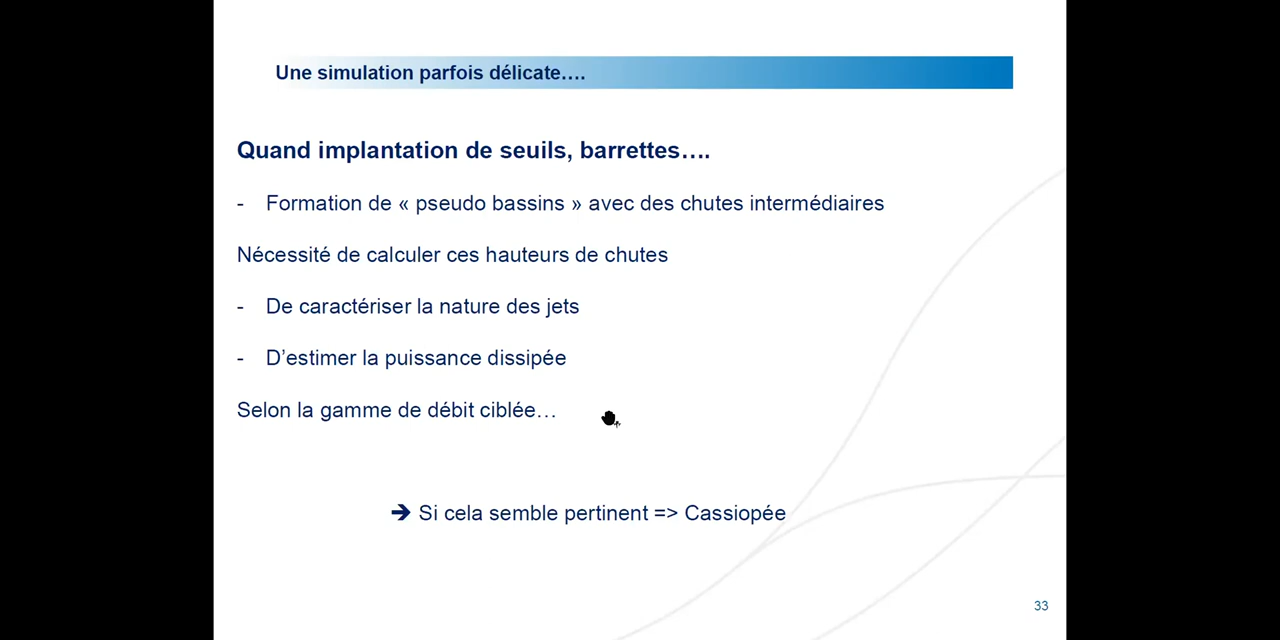 Une simulation parfois délicate….
Quand implantation de seuils, barrettes….
- Formation de « pseudo bassins » avec des chutes intermédiaires
Nécessité de calculer ces hauteurs de chutes
- De caractériser la nature des jets
- D’estimer la puissance dissipée
Selon la gamme de débit ciblée…
➔ Si cela semble pertinent => Cassiopée
33